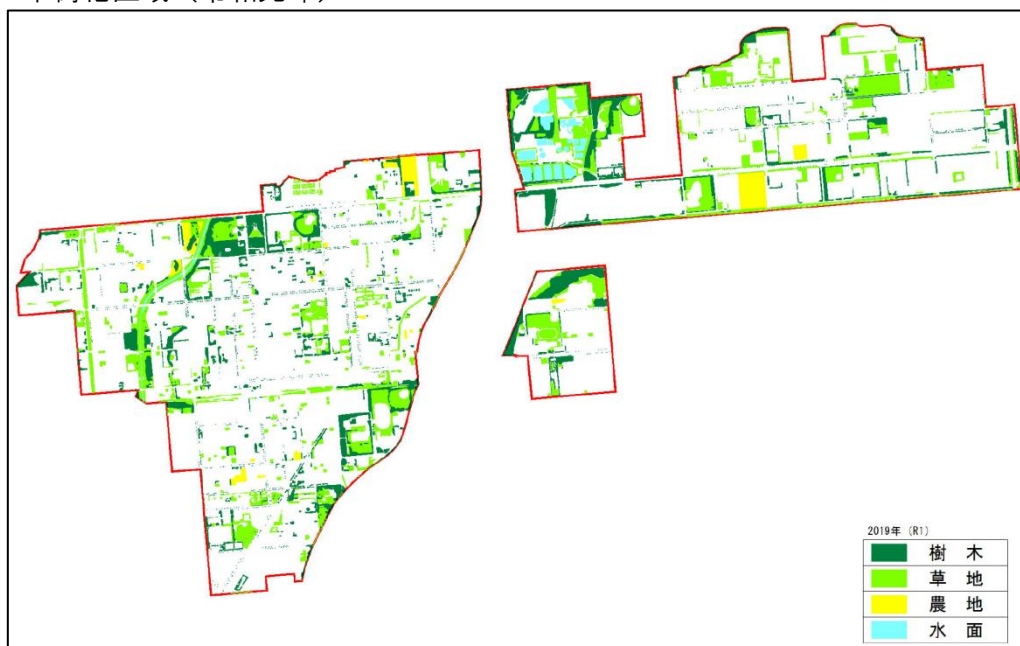 2019年 (R1)
樹 木
草 地
農 地
水 面